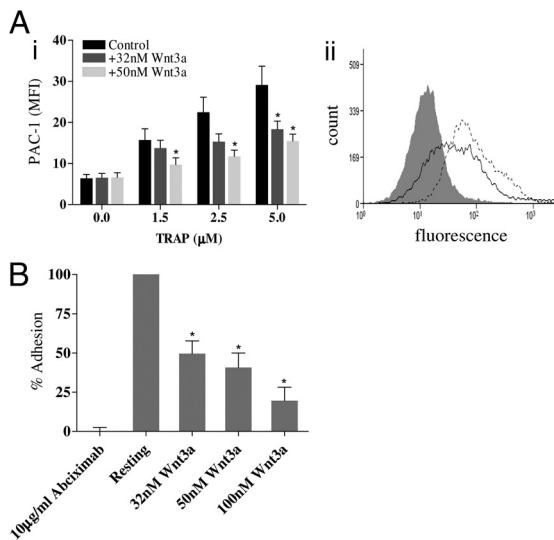 A
i
Control
+32nM Wnt3a
+50nM Wnt3a
PAC-1 (MFI)
40
30
20
10
0
* * * *
0.0 1.5 2.5 5.0
TRAP (μM)
ii
count
509
339
169
0
10⁰ 10¹ 10² 10³
fluorescence
B
% Adhesion
100
75
50
25
0
* * *
10μg/ml Abciximab
Resting
32nM Wnt3a
50nM Wnt3a
100nM Wnt3a